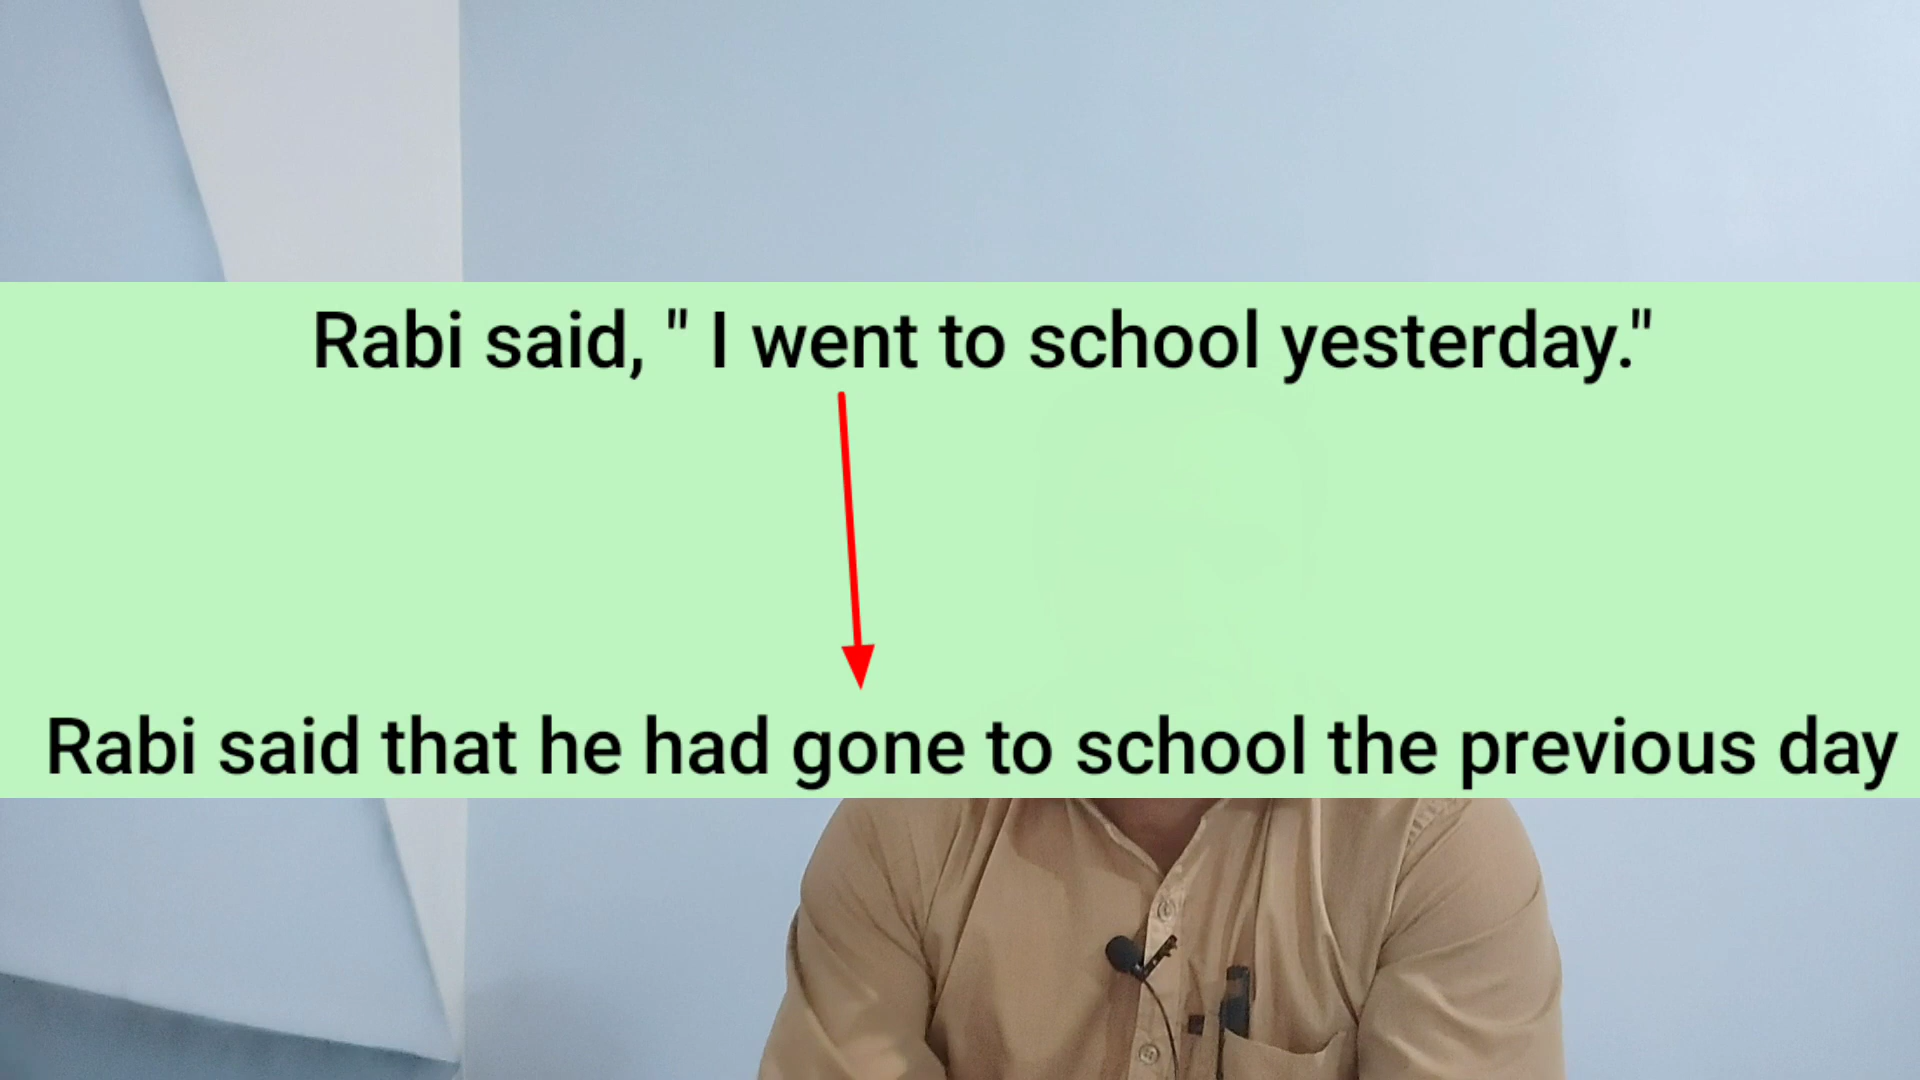 Rabi said, " I went to school yesterday."
Rabi said that he had gone to school the previous day